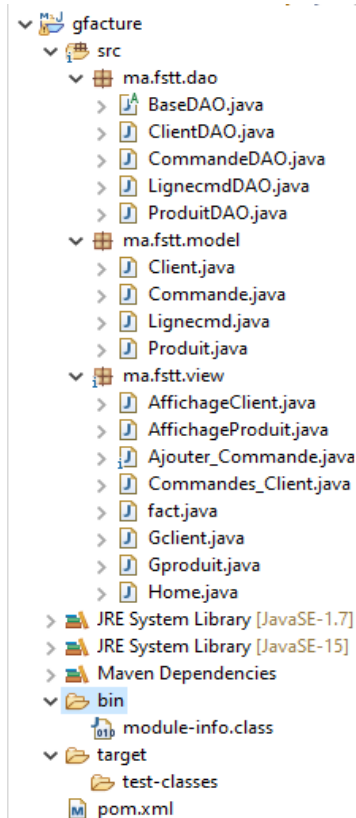 gfacture
src
ma.fstt.dao
BaseDAO.java
ClientDAO.java
CommandeDAO.java
LignecmdDAO.java
ProduitDAO.java
ma.fstt.model
Client.java
Commande.java
Lignecmd.java
Produit.java
ma.fstt.view
AffichageClient.java
AffichageProduit.java
Ajouter_Commande.java
Commandes_Client.java
fact.java
Gclient.java
Gproduit.java
Home.java
JRE System Library [JavaSE-1.7]
JRE System Library [JavaSE-15]
Maven Dependencies
bin
module-info.class
target
test-classes
pom.xml